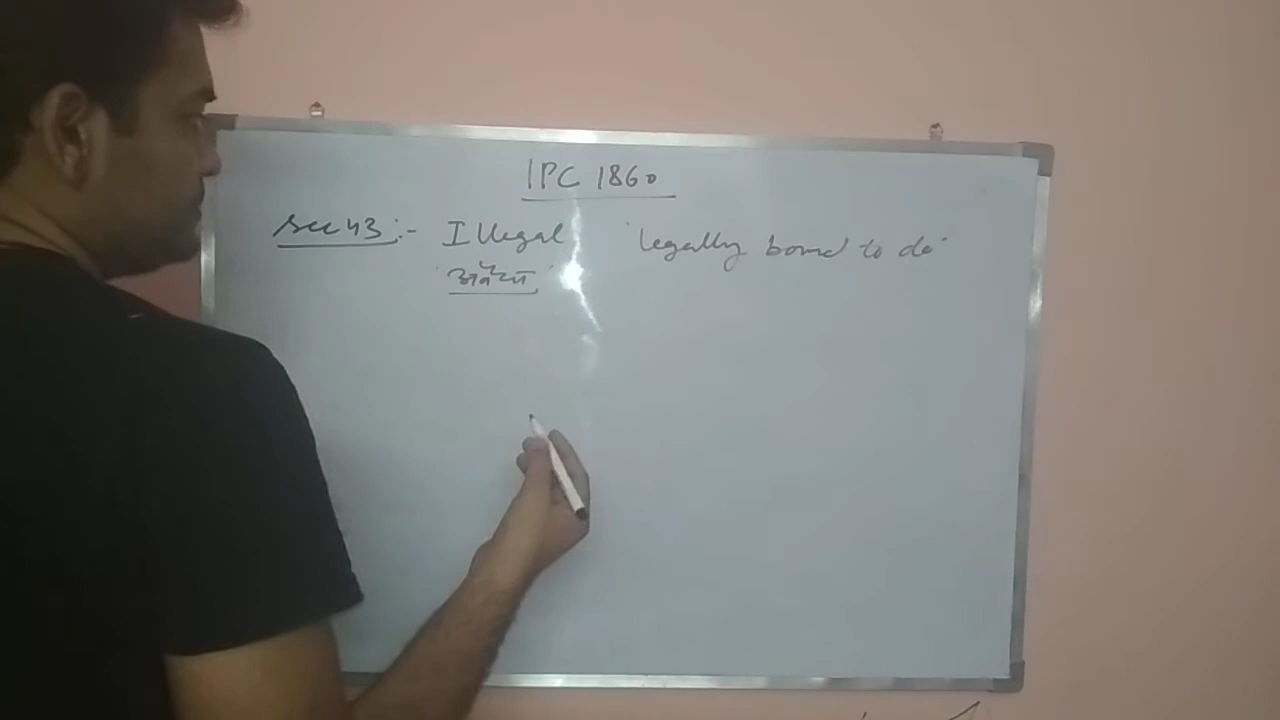 IPC 1860
Sec 43:- Illegal 'legally bound to do'
'अवैध'